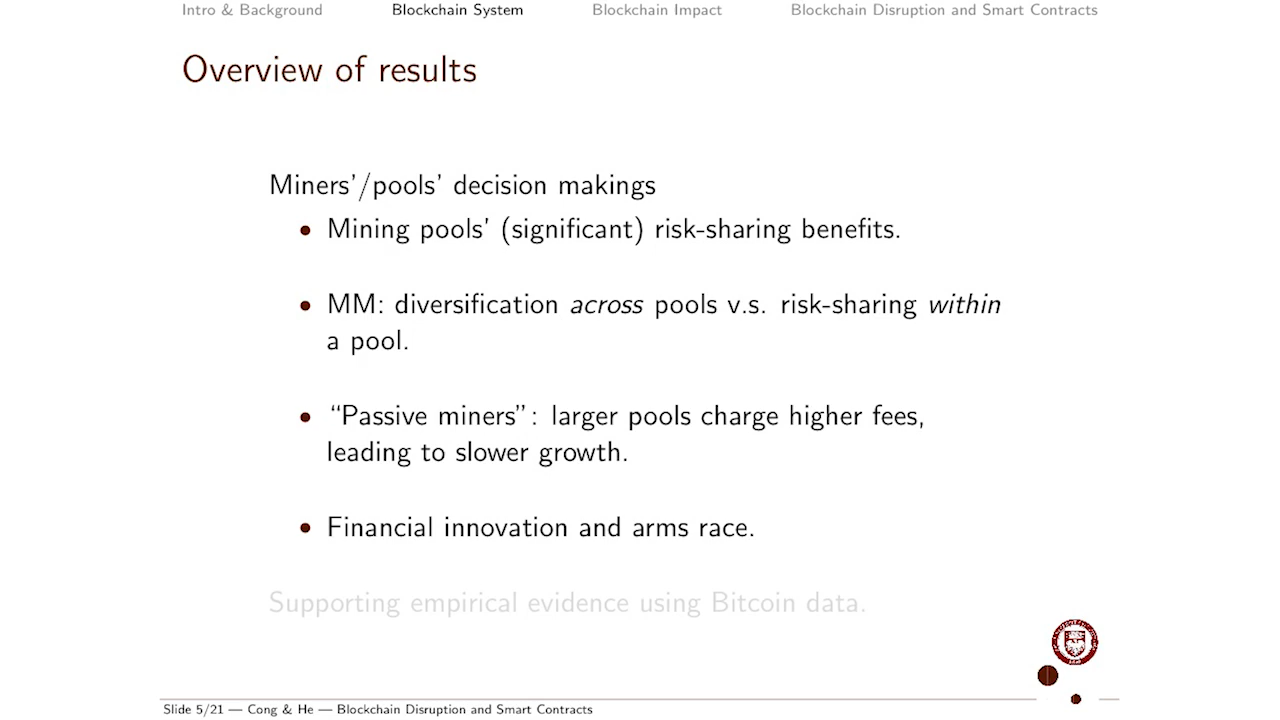 Intro & Background Blockchain System Blockchain Impact Blockchain Disruption and Smart Contracts
Overview of results
Miners'/pools' decision makings
• Mining pools' (significant) risk-sharing benefits.
• MM: diversification across pools v.s. risk-sharing within
a pool.
• “Passive miners”: larger pools charge higher fees,
leading to slower growth.
• Financial innovation and arms race.
Supporting empirical evidence using Bitcoin data.
Slide 5/21 — Cong & He — Blockchain Disruption and Smart Contracts